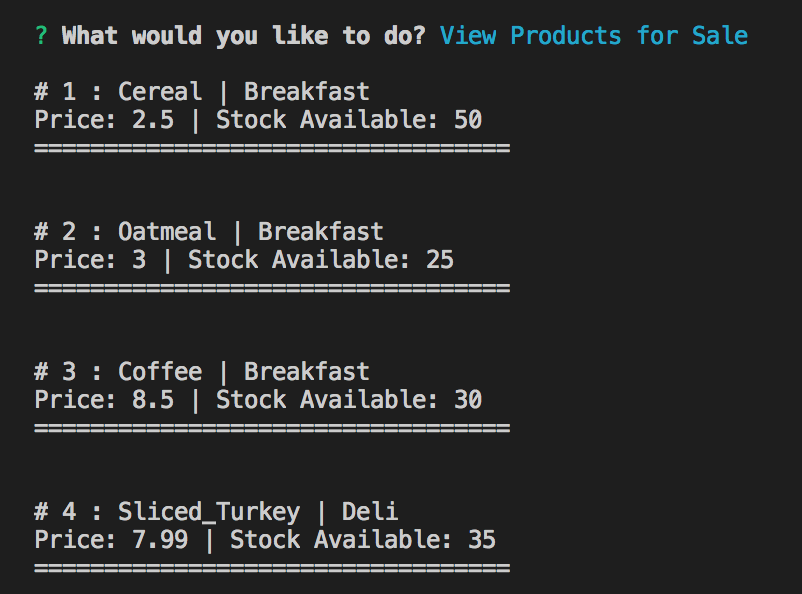 ? What would you like to do? View Products for Sale
# 1 : Cereal | Breakfast
Price: 2.5 | Stock Available: 50
==================================
# 2 : Oatmeal | Breakfast
Price: 3 | Stock Available: 25
==================================
# 3 : Coffee | Breakfast
Price: 8.5 | Stock Available: 30
==================================
# 4 : Sliced_Turkey | Deli
Price: 7.99 | Stock Available: 35
==================================